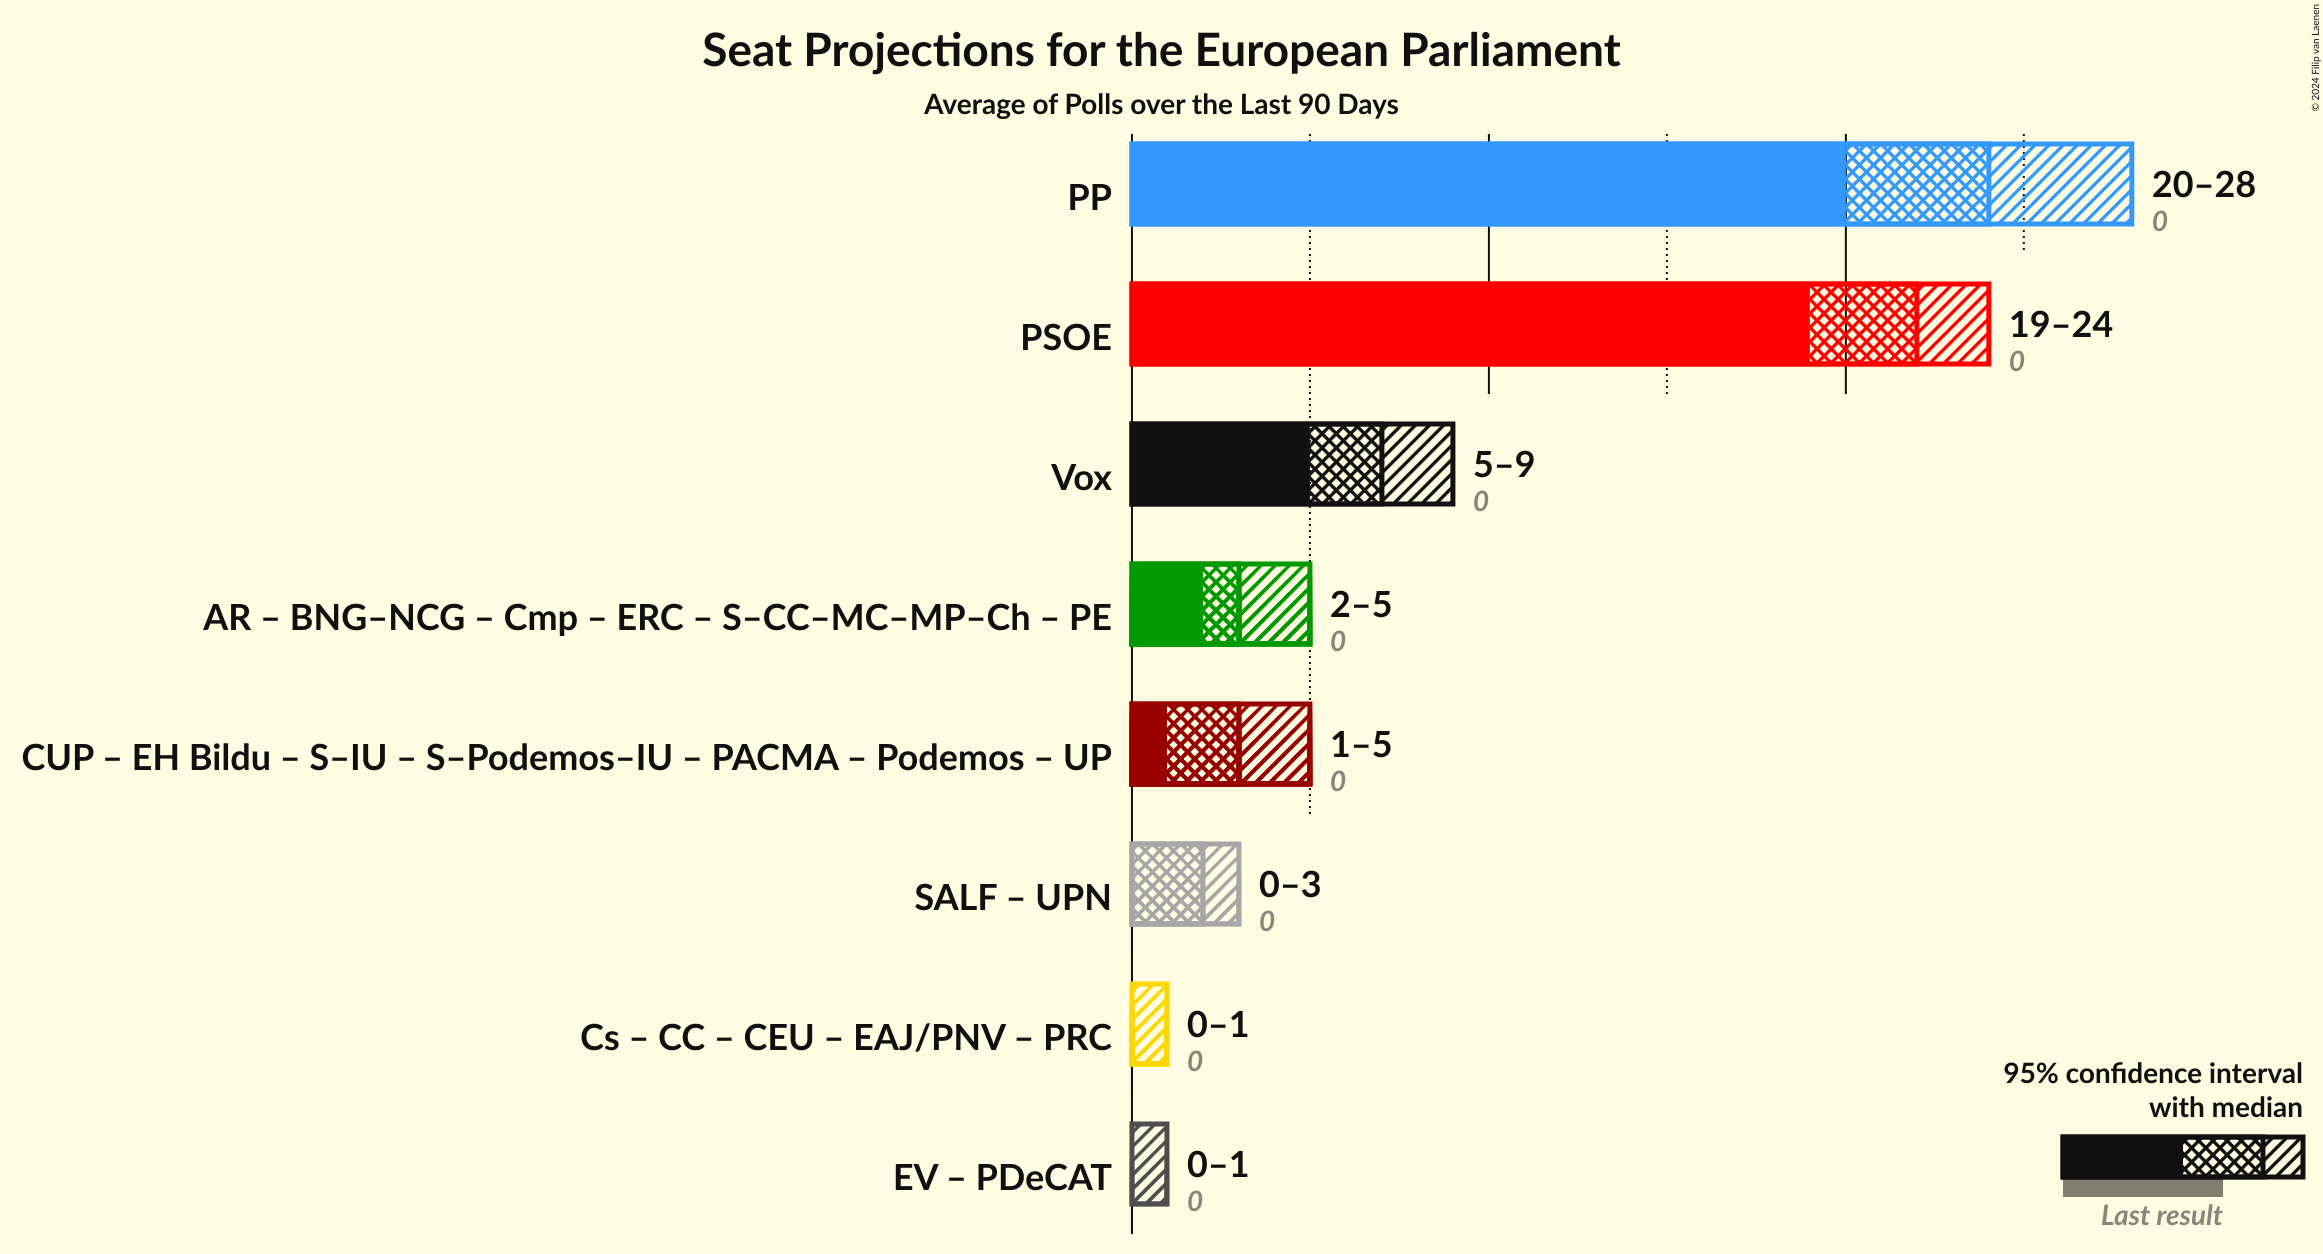 Seat Projections for the European Parliament
Average of Polls over the Last 90 Days
© 2024 Filip van Laenen
PP
20–28
0
PSOE
19–24
0
Vox
5–9
0
AR – BNG–NCG – Cmp – ERC – S–CC–MC–MP–Ch – PE
2–5
0
CUP – EH Bildu – S–IU – S–Podemos–IU – PACMA – Podemos – UP
1–5
0
SALF – UPN
0–3
0
Cs – CC – CEU – EAJ/PNV – PRC
0–1
0
EV – PDeCAT
0–1
0
95% confidence interval
with median
Last result